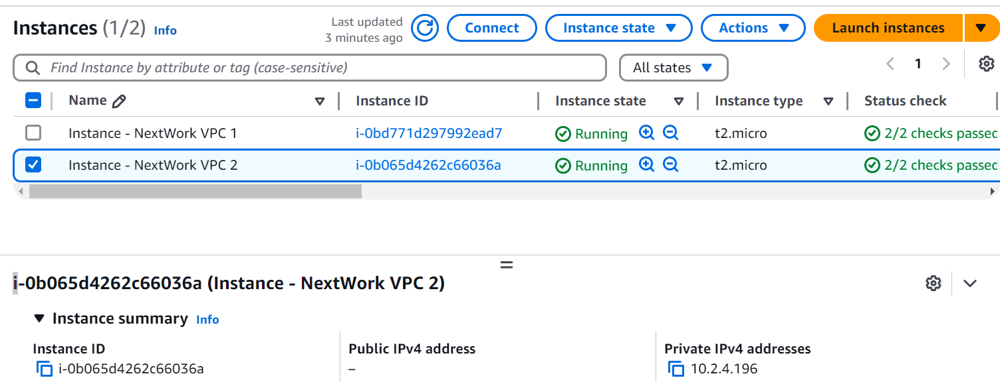 Instances (1/2) Info
Last updated
3 minutes ago
Connect
Instance state
Actions
Launch instances
Find Instance by attribute or tag (case-sensitive)
All states
1
Name Instance ID Instance state Instance type Status check
Instance - NextWork VPC 1 i-0bd771d297992ead7 Running t2.micro 2/2 checks passed
Instance - NextWork VPC 2 i-0b065d4262c66036a Running t2.micro 2/2 checks passed
i-0b065d4262c66036a (Instance - NextWork VPC 2)
Instance summary Info
Instance ID Public IPv4 address Private IPv4 addresses
i-0b065d4262c66036a – 10.2.4.196